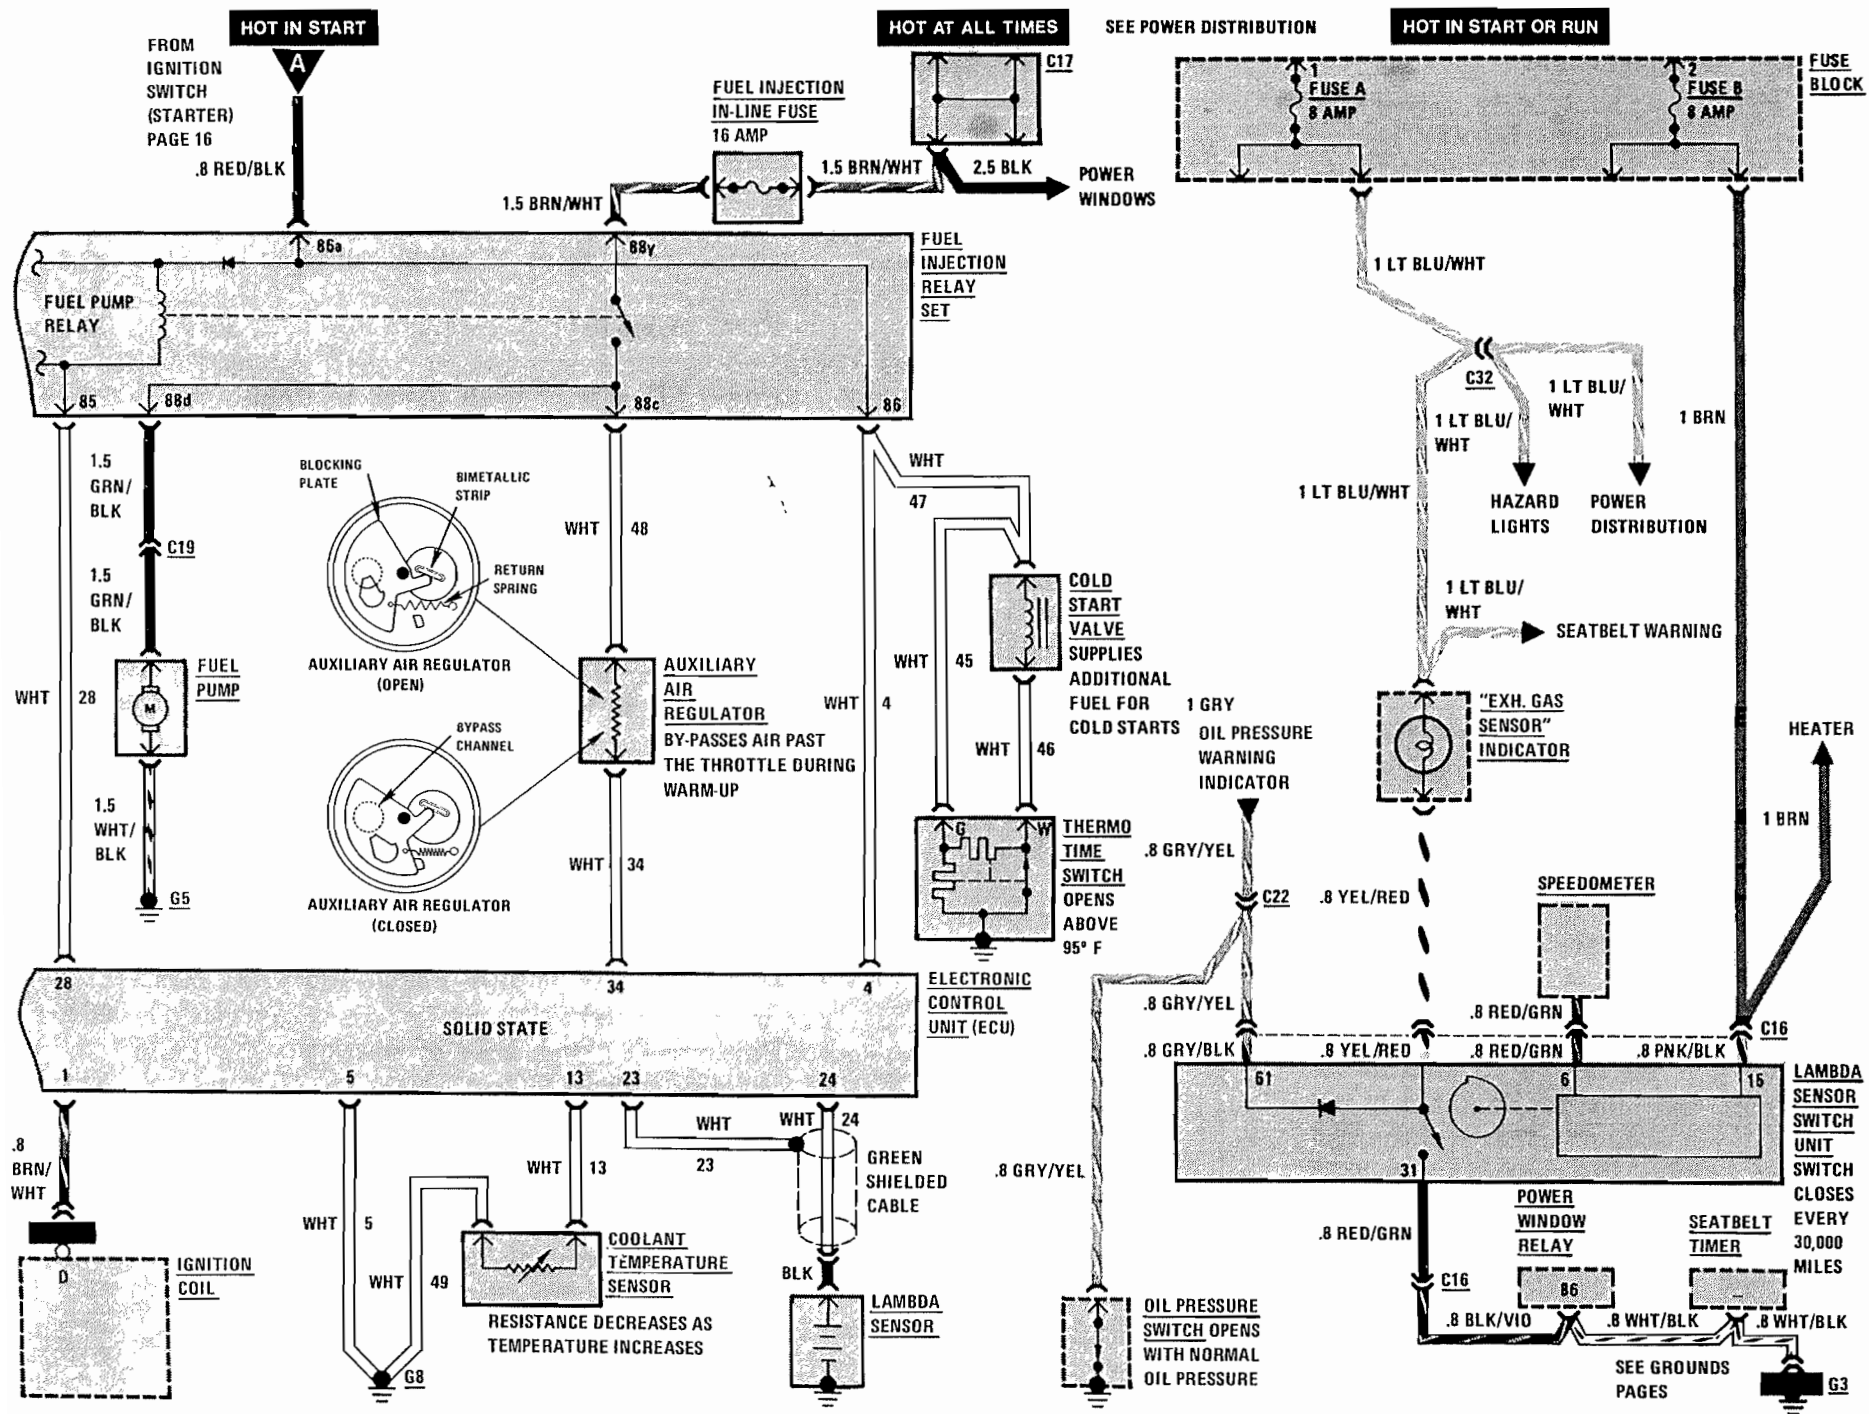 HOT IN START
HOT AT ALL TIMES
SEE POWER DISTRIBUTION
HOT IN START OR RUN
FROM
IGNITION
SWITCH
(STARTER)
PAGE 16
A
.8 RED/BLK
FUEL INJECTION
IN-LINE FUSE
16 AMP
C17
1.5 BRN/WHT
1.5 BRN/WHT
2.5 BLK
POWER
WINDOWS
1
FUSE A
8 AMP
2
FUSE B
8 AMP
FUSE
BLOCK
86a
88y
FUEL
INJECTION
RELAY
SET
FUEL PUMP
RELAY
85
88d
88c
86
1 LT BLU/WHT
C32
1 LT BLU/
WHT
1 LT BLU/
WHT
1 BRN
1 LT BLU/WHT
HAZARD
LIGHTS
POWER
DISTRIBUTION
1.5
GRN/
BLK
C19
1.5
GRN/
BLK
BLOCKING
PLATE
BIMETALLIC
STRIP
RETURN
SPRING
WHT
48
WHT
47
AUXILIARY AIR REGULATOR
(OPEN)
COLD
START
VALVE
SUPPLIES
ADDITIONAL
FUEL FOR
COLD STARTS
1 LT BLU/
WHT
SEATBELT WARNING
WHT
28
FUEL
PUMP
M
AUXILIARY
AIR
REGULATOR
BY-PASSES AIR PAST
THE THROTTLE DURING
WARM-UP
WHT
4
WHT
45
WHT
46
1 GRY
OIL PRESSURE
WARNING
INDICATOR
"EXH. GAS
SENSOR"
INDICATOR
HEATER
BYPASS
CHANNEL
1.5
WHT/
BLK
G5
AUXILIARY AIR REGULATOR
(CLOSED)
WHT
34
G
W
THERMO
TIME
SWITCH
OPENS
ABOVE
95° F
.8 GRY/YEL
C22
.8 YEL/RED
SPEEDOMETER
1 BRN
28
34
4
SOLID STATE
ELECTRONIC
CONTROL
UNIT (ECU)
1
5
13
23
24
.8 GRY/YEL
.8 RED/GRN
C16
.8 GRY/BLK
.8 YEL/RED
.8 RED/GRN
.8 PNK/BLK
61
6
15
31
LAMBDA
SENSOR
SWITCH
UNIT
SWITCH
CLOSES
EVERY
30,000
MILES
.8
BRN/
WHT
WHT
23
WHT
24
GREEN
SHIELDED
CABLE
WHT
13
WHT
5
WHT
49
.8 GRY/YEL
D
IGNITION
COIL
COOLANT
TEMPERATURE
SENSOR
RESISTANCE DECREASES AS
TEMPERATURE INCREASES
G8
BLK
LAMBDA
SENSOR
OIL PRESSURE
SWITCH OPENS
WITH NORMAL
OIL PRESSURE
.8 RED/GRN
C16
POWER
WINDOW
RELAY
86
SEATBELT
TIMER
.8 BLK/VIO
.8 WHT/BLK
.8 WHT/BLK
SEE GROUNDS
PAGES
G3